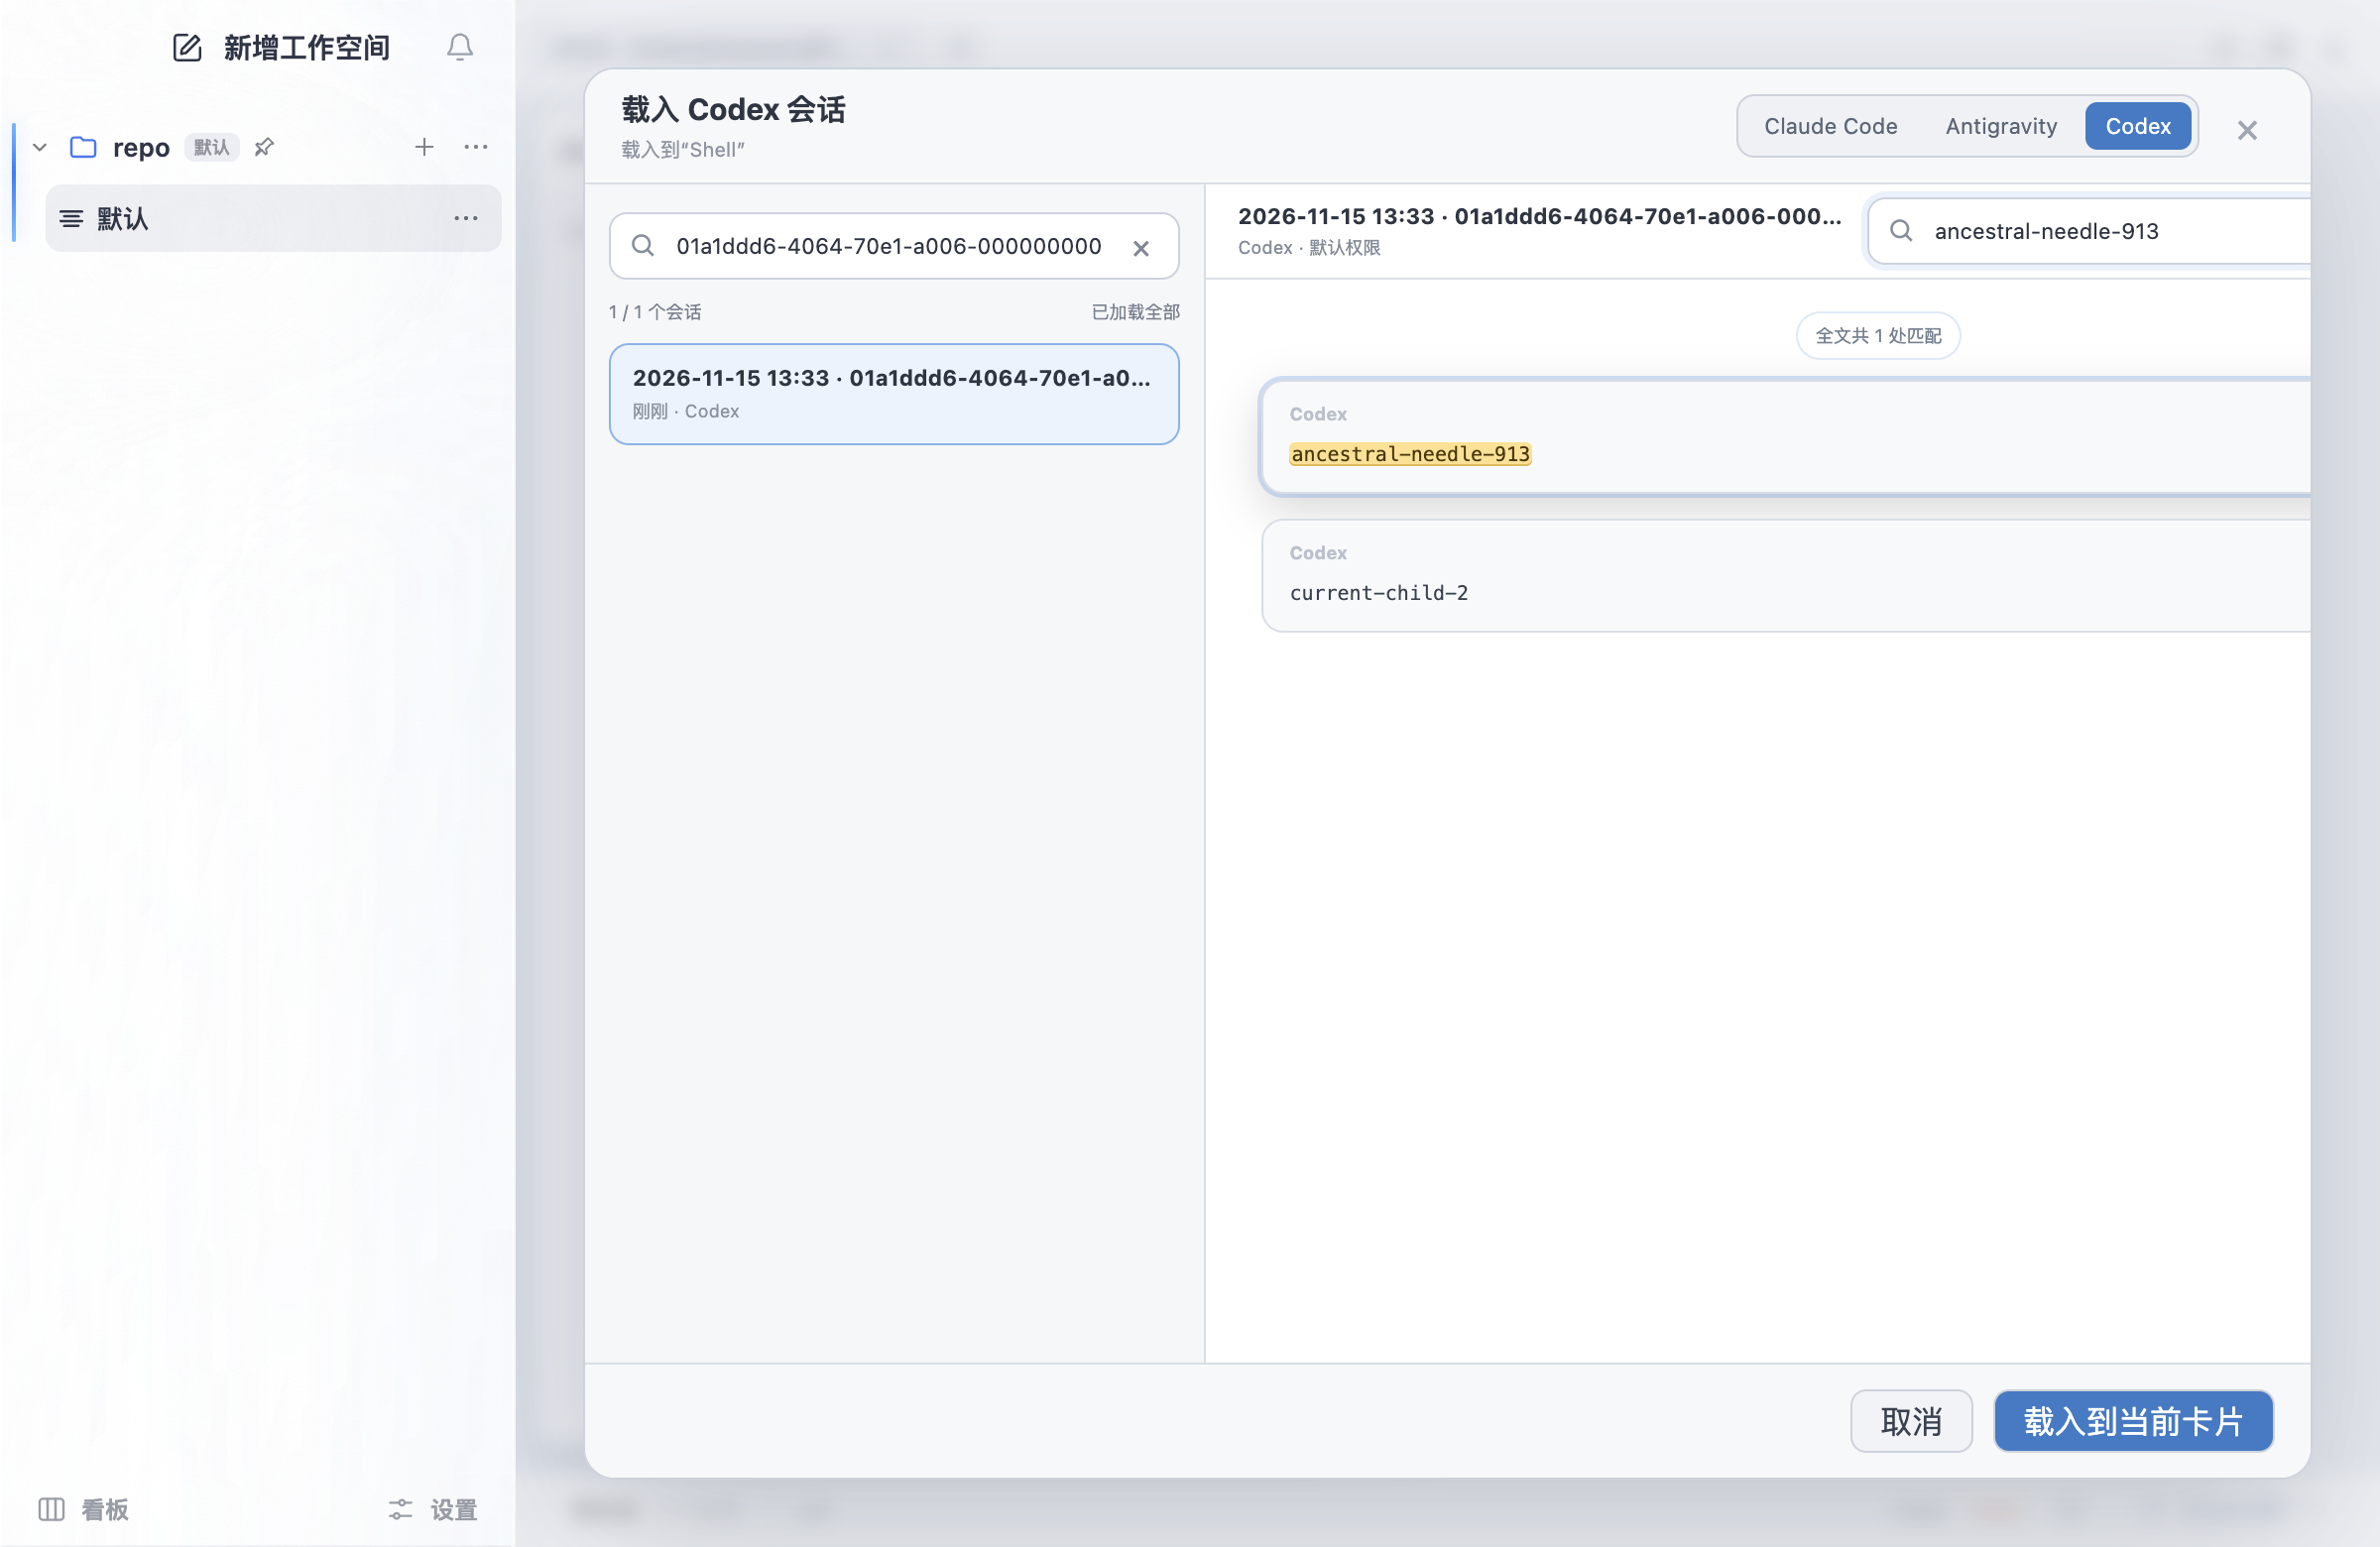 新增工作空间
repo 默认
默认
看板
设置
载入 Codex 会话
载入到“Shell”
Claude Code
Antigravity
Codex
01a1ddd6-4064-70e1-a006-000000000
1 / 1 个会话
已加载全部
2026-11-15 13:33 · 01a1ddd6-4064-70e1-a0...
刚刚 · Codex
2026-11-15 13:33 · 01a1ddd6-4064-70e1-a006-000...
Codex · 默认权限
ancestral-needle-913
全文共 1 处匹配
Codex
ancestral-needle-913
Codex
current-child-2
取消
载入到当前卡片